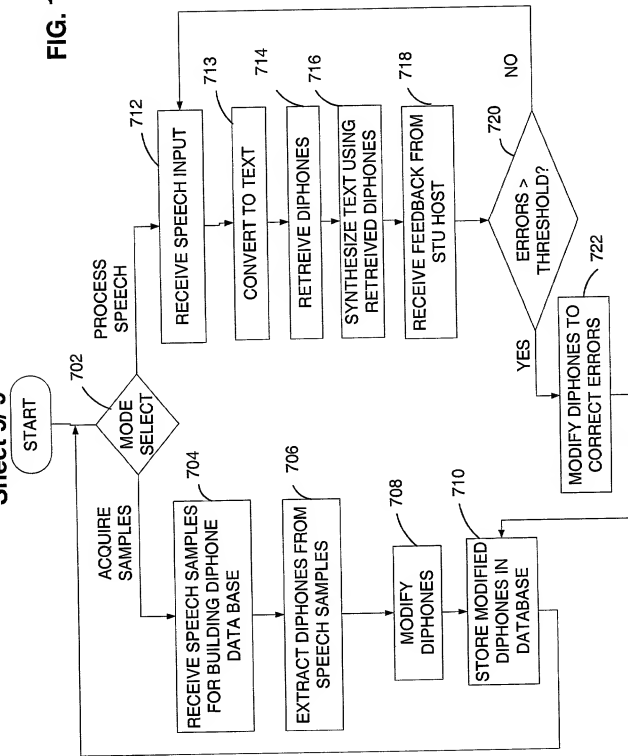 FIG.
Sheet
START
702
MODE
SELECT
ACQUIRE
SAMPLES
PROCESS
SPEECH
704
RECEIVE SPEECH SAMPLES
FOR BUILDING DIPHONE
DATA BASE
706
EXTRACT DIPHONES FROM
SPEECH SAMPLES
708
MODIFY
DIPHONES
710
STORE MODIFIED
DIPHONES IN
DATABASE
712
RECEIVE SPEECH INPUT
713
CONVERT TO TEXT
714
RETREIVE DIPHONES
716
SYNTHESIZE TEXT USING
RETREIVED DIPHONES
718
RECEIVE FEEDBACK FROM
STU HOST
720
ERRORS >
THRESHOLD?
NO
YES
722
MODIFY DIPHONES TO
CORRECT ERRORS